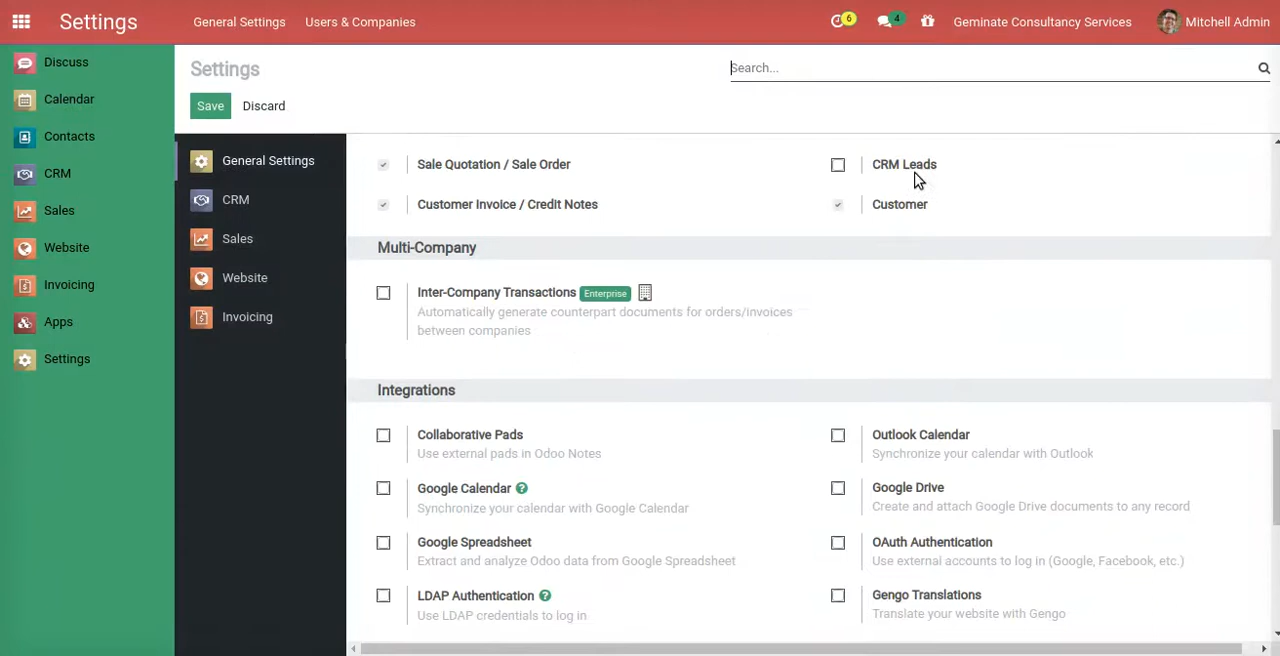 Settings General Settings Users & Companies 6 4 Geminate Consultancy Services Mitchell Admin
Discuss
Calendar
Contacts
CRM
Sales
Website
Invoicing
Apps
Settings
Settings
Search...
Save Discard
General Settings
CRM
Sales
Website
Invoicing
Sale Quotation / Sale Order CRM Leads
Customer Invoice / Credit Notes Customer
Multi-Company
Inter-Company Transactions Enterprise
Automatically generate counterpart documents for orders/invoices
between companies
Integrations
Collaborative Pads Outlook Calendar
Use external pads in Odoo Notes Synchronize your calendar with Outlook
Google Calendar ? Google Drive
Synchronize your calendar with Google Calendar Create and attach Google Drive documents to any record
Google Spreadsheet OAuth Authentication
Extract and analyze Odoo data from Google Spreadsheet Use external accounts to log in (Google, Facebook, etc.)
LDAP Authentication ? Gengo Translations
Use LDAP credentials to log in Translate your website with Gengo